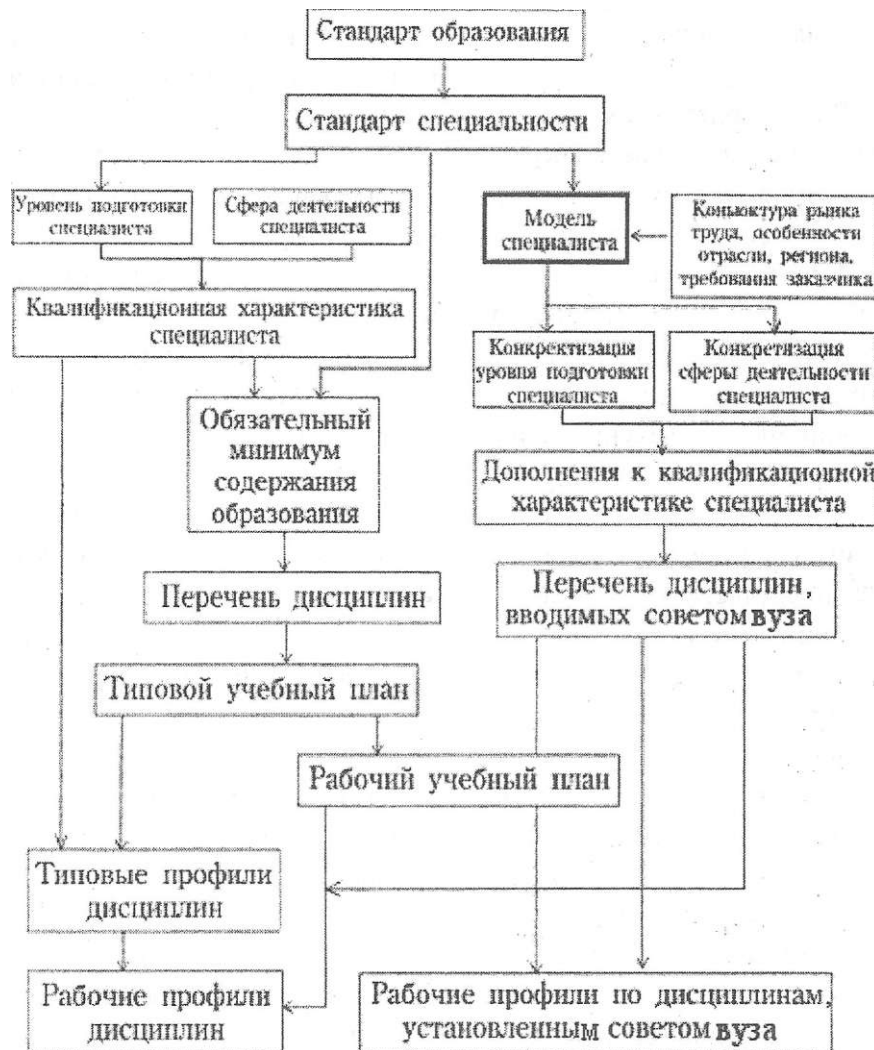 Стандарт образования
Стандарт специальности
Уровень подготовки
специалиста
Сфера деятельности
специалиста
Модель
специалиста
Коньюктура рынка
труда, особенности
отрасли, региона,
требования заказчика
Квалификационная характеристика
специалиста
Конкректизация
уровня подготовки
специалиста
Конкретизация
сферы деятельности
специалиста
Обязательный
минимум
содержания
образования
Дополнения к квалификационной
характеристике специалиста
Перечень дисциплин
Перечень дисциплин,
вводимых советом вуза
Типовой учебный план
Рабочий учебный план
Типовые профили
дисциплин
Рабочие профили
дисциплин
Рабочие профили по дисциплинам,
установленным советом вуза